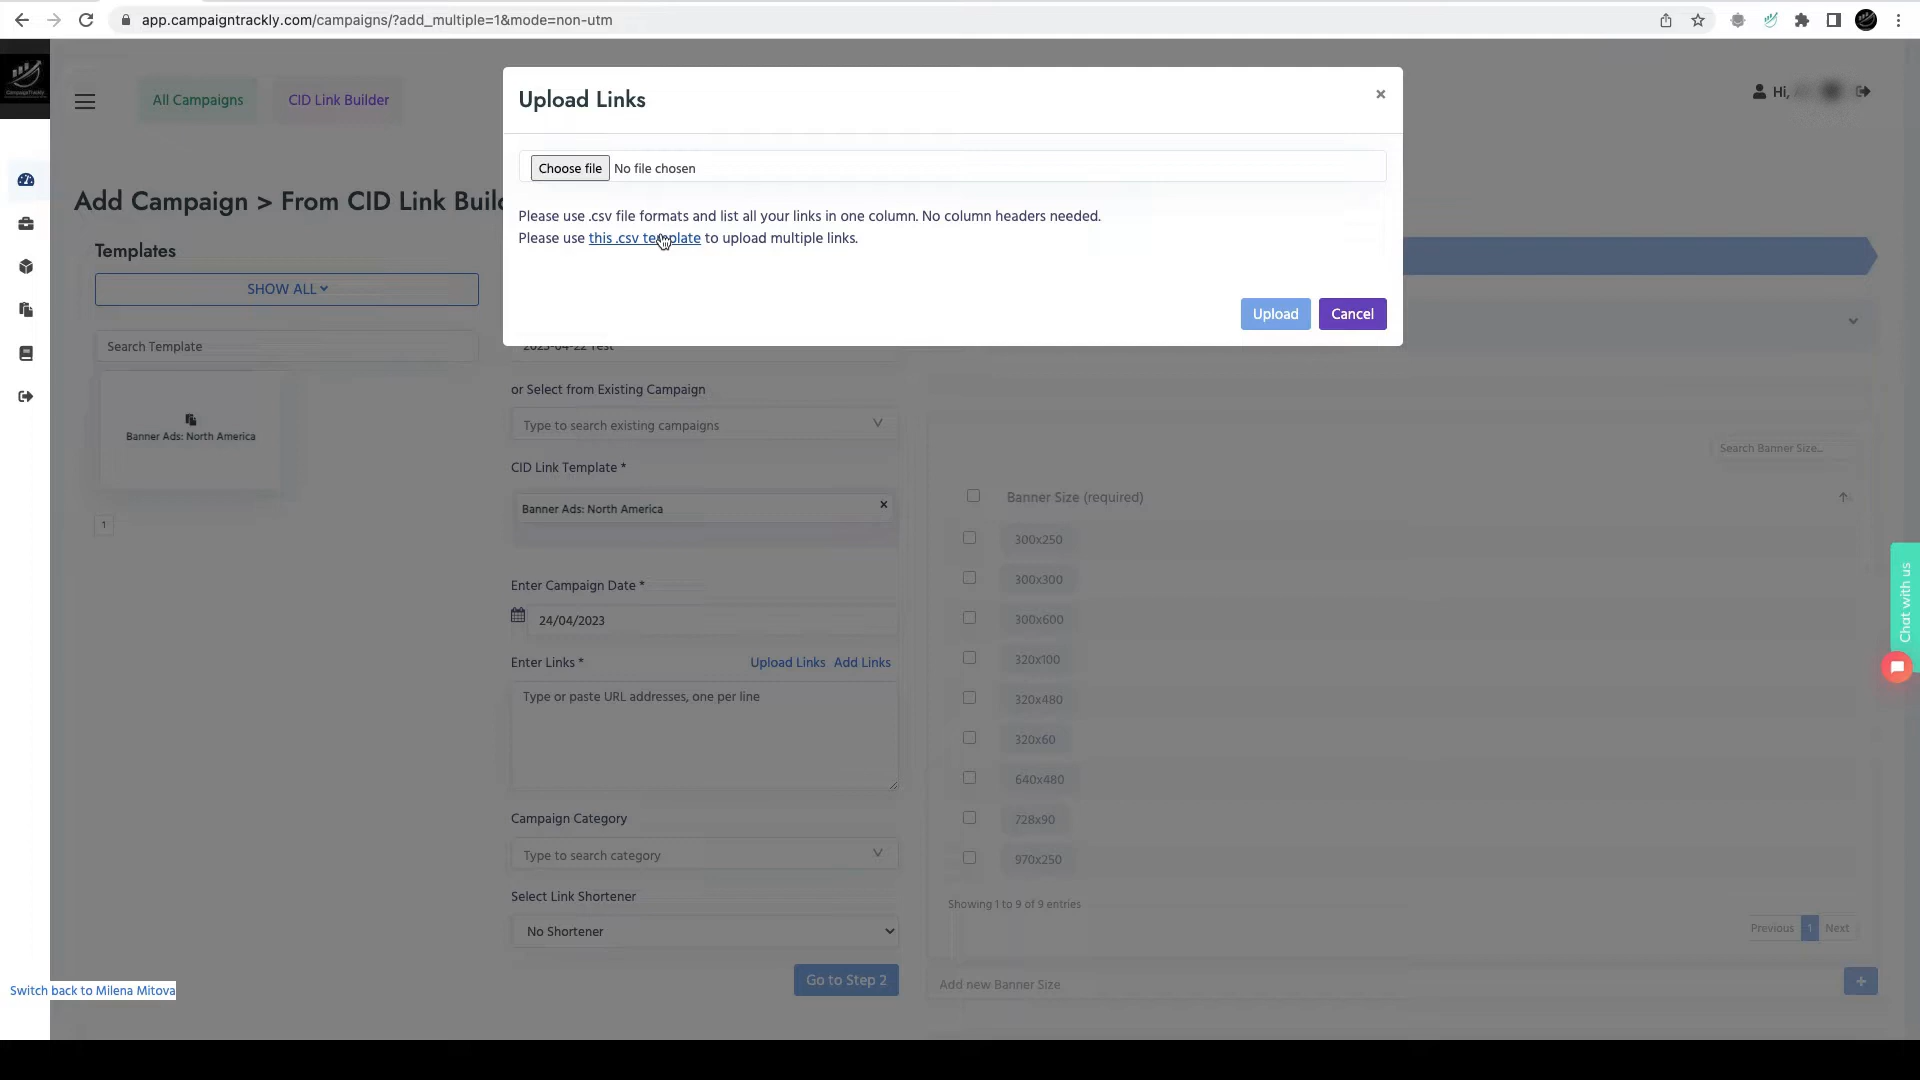 app.campaigntrackly.com/campaigns/?add_multiple=1&mode=non-utm
CampaignTrackly
All Campaigns
CID Link Builder
Hi,
Upload Links
×
Choose file No file chosen
Please use .csv file formats and list all your links in one column. No column headers needed.
Please use this .csv template to upload multiple links.
Upload
Cancel
Add Campaign > From CID Link Buil
Templates
SHOW ALL
Search Template
Banner Ads: North America
1
2023-04-22 Test
or Select from Existing Campaign
Type to search existing campaigns
CID Link Template *
Banner Ads: North America
×
Enter Campaign Date *
24/04/2023
Enter Links *
Upload Links Add Links
Type or paste URL addresses, one per line
Campaign Category
Type to search category
Select Link Shortener
No Shortener
Go to Step 2
Search Banner Size...
Banner Size (required)
300x250
300x300
300x600
320x100
320x480
320x60
640x480
728x90
970x250
Showing 1 to 9 of 9 entries
Previous 1 Next
Add new Banner Size
+
Chat with us
Switch back to Milena Mitova